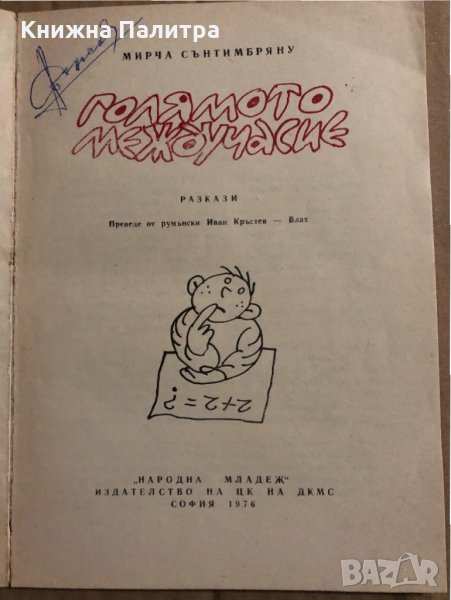 Книжна Палитра
МИРЧА СЪНТИМБРЯНУ
ГОЛЯМОТО
МЕЖДУЧАСИЕ
РАЗКАЗИ
Преведе от румънски Иван Кръстев — Влах
2+2=?
„НАРОДНА МЛАДЕЖ"
ИЗДАТЕЛСТВО НА ЦК НА ДКМС
СОФИЯ 1976
BAZAR